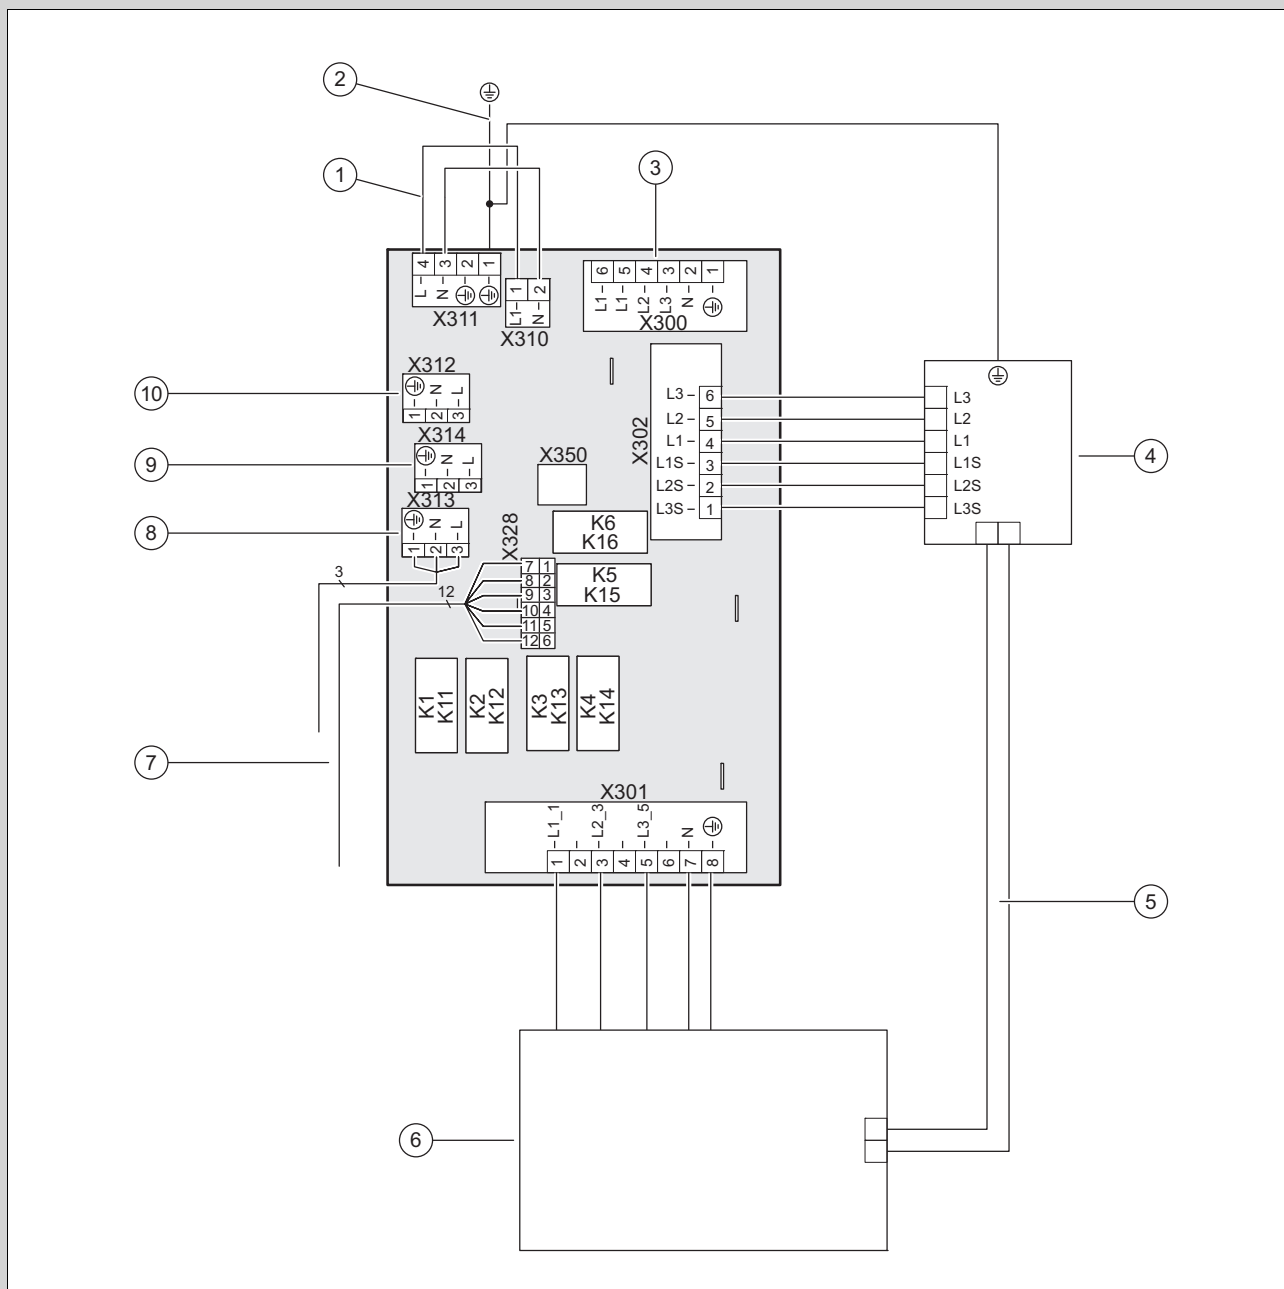 2
1
3
4 3 2 1
L – N –
X311
1 2
L1– N –
X310
6 5 4 3 2 1
L1 – L1 – L2 – L3 – N –
X300
X312
– – N – L
1 2 3
10
X314
– – N – L
1 2 3
9
X313
– – N – L
1 2 3
8
X350
X302
L3 – 6
L2 – 5
L1 – 4
L1S – 3
L2S – 2
L3S – 1
L3
L2
L1
L1S
L2S
L3S
4
K6
K16
K5
K15
X328
7 1
8 2
9 3
10 4
11 5
12 6
3
12
K1
K11
K2
K12
K3
K13
K4
K14
7
X301
– L1_1 – – L2_3 – – L3_5 – – N –
1 2 3 4 5 6 7 8
5
6